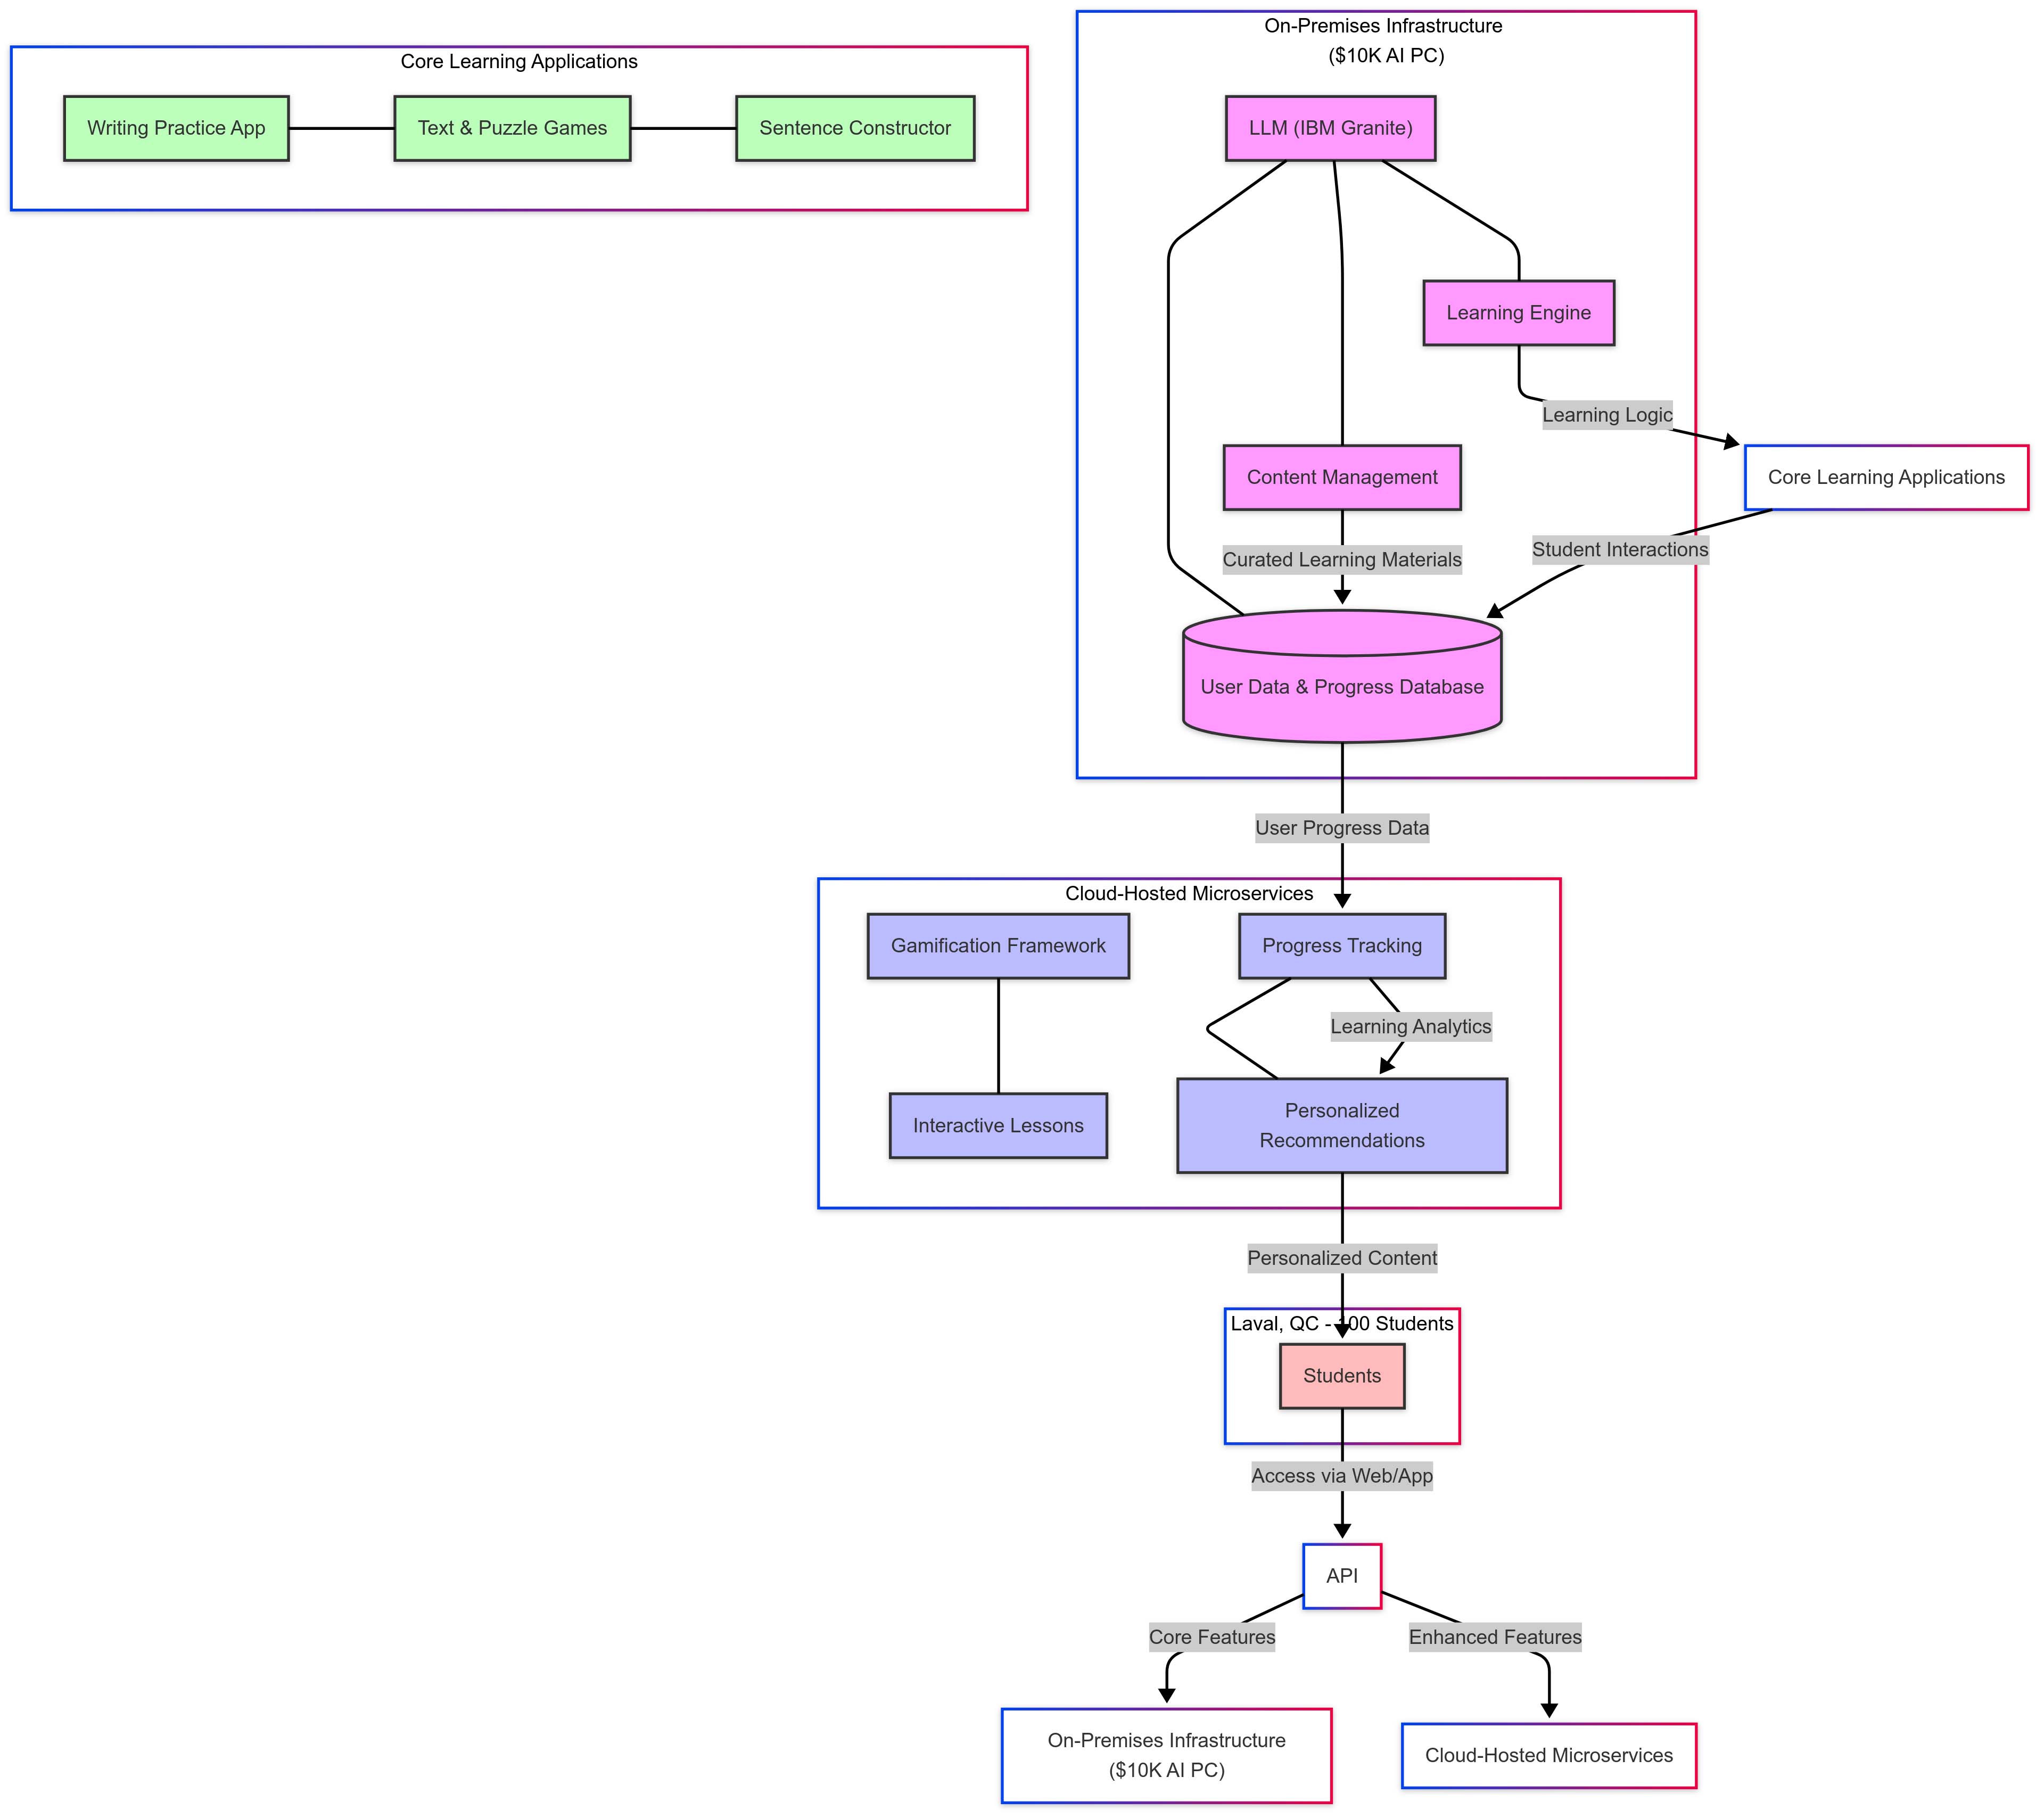 Core Learning Applications
Writing Practice App
Text & Puzzle Games
Sentence Constructor
On-Premises Infrastructure
($10K AI PC)
LLM (IBM Granite)
Learning Engine
Learning Logic
Content Management
Core Learning Applications
Curated Learning Materials
Student Interactions
User Data & Progress Database
User Progress Data
Cloud-Hosted Microservices
Gamification Framework
Progress Tracking
Learning Analytics
Interactive Lessons
Personalized
Recommendations
Personalized Content
Laval, QC - 300 Students
Students
Access via Web/App
API
Core Features
Enhanced Features
On-Premises Infrastructure
($10K AI PC)
Cloud-Hosted Microservices